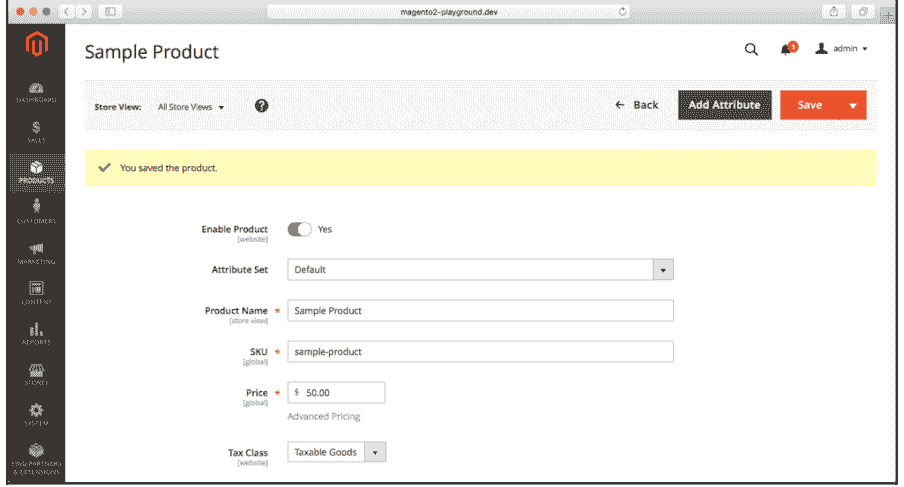 magento2-playground.dev
Sample Product
1
admin
Store View: All Store Views ?
Back
Add Attribute
Save
You saved the product.
Enable Product Yes
[website]
Attribute Set Default
Product Name * Sample Product
[store view]
SKU * sample-product
[global]
Price * $ 50.00
[global]
Advanced Pricing
Tax Class Taxable Goods
[website]
DASHBOARD
$
SALES
PRODUCTS
CUSTOMERS
MARKETING
CONTENT
REPORTS
STORES
SYSTEM
FIND PARTNERS
& EXTENSIONS